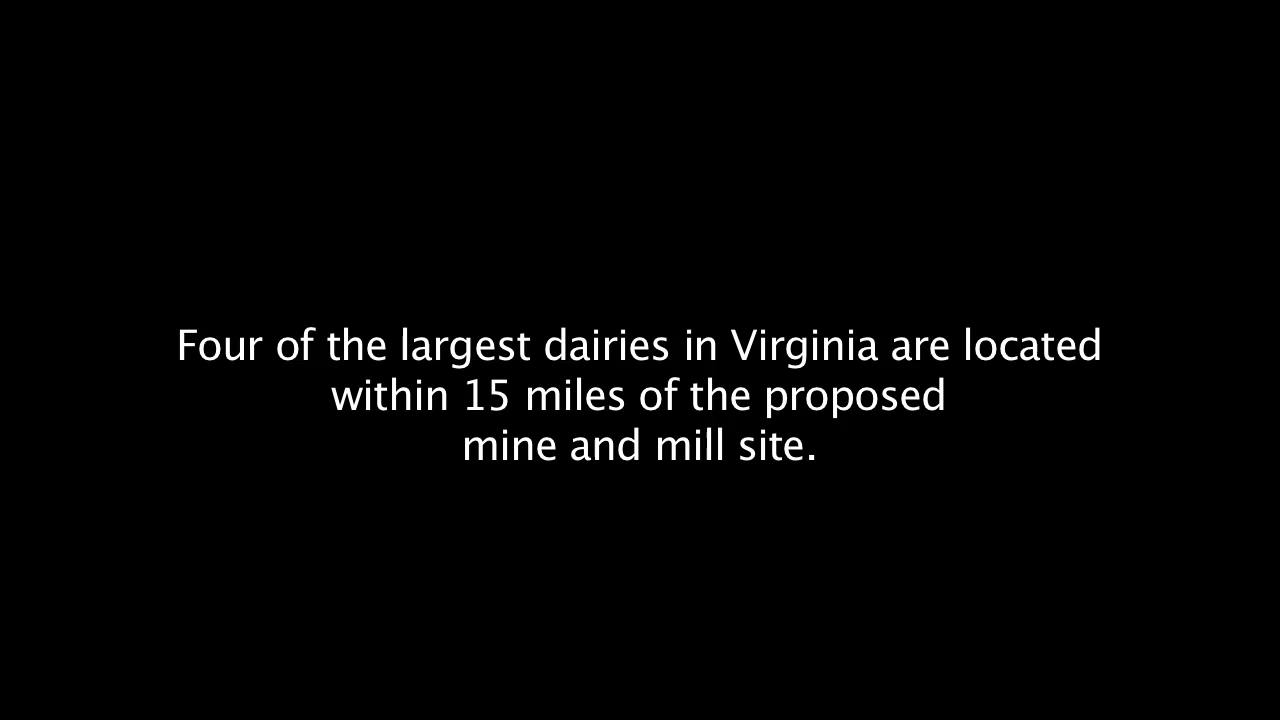 Four of the largest dairies in Virginia are located
within 15 miles of the proposed
mine and mill site.